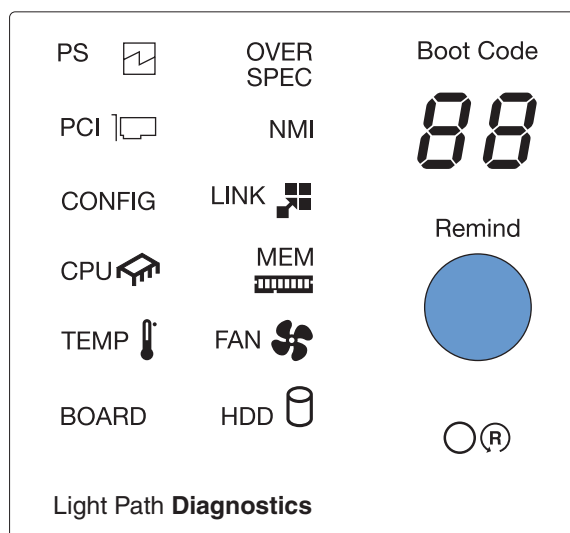 PS
OVER
SPEC
Boot Code
PCI
NMI
88
CONFIG
LINK
Remind
CPU
MEM
TEMP
FAN
BOARD
HDD
R
Light Path Diagnostics